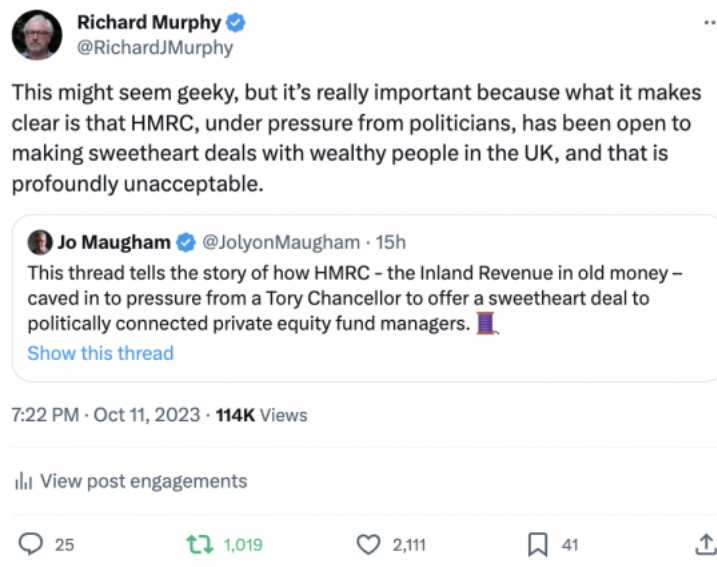 Richard Murphy
@RichardJMurphy
This might seem geeky, but it’s really important because what it makes
clear is that HMRC, under pressure from politicians, has been open to
making sweetheart deals with wealthy people in the UK, and that is
profoundly unacceptable.
Jo Maugham @JolyonMaugham · 15h
This thread tells the story of how HMRC - the Inland Revenue in old money –
caved in to pressure from a Tory Chancellor to offer a sweetheart deal to
politically connected private equity fund managers. 🧵
Show this thread
7:22 PM · Oct 11, 2023 · 114K Views
View post engagements
25 1,019 2,111 41